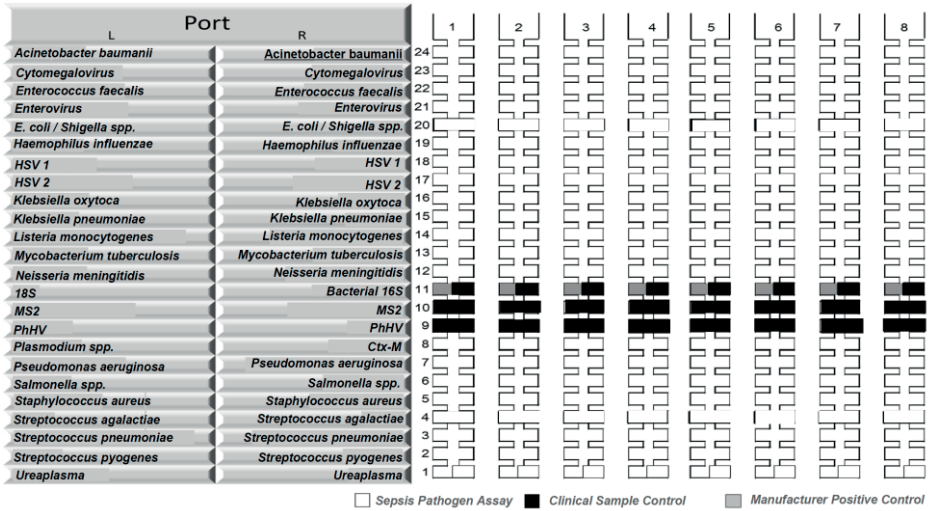 Port
L R
1 2 3 4 5 6 7 8
Acinetobacter baumanii Acinetobacter baumanii 24
Cytomegalovirus Cytomegalovirus 23
Enterococcus faecalis Enterococcus faecalis 22
Enterovirus Enterovirus 21
E. coli / Shigella spp. E. coli / Shigella spp. 20
Haemophilus influenzae Haemophilus influenzae 19
HSV 1 HSV 1 18
HSV 2 HSV 2 17
Klebsiella oxytoca Klebsiella oxytoca 16
Klebsiella pneumoniae Klebsiella pneumoniae 15
Listeria monocytogenes Listeria monocytogenes 14
Mycobacterium tuberculosis Mycobacterium tuberculosis 13
Neisseria meningitidis Neisseria meningitidis 12
18S Bacterial 16S 11
MS2 MS2 10
PhHV PhHV 9
Plasmodium spp. Ctx-M 8
Pseudomonas aeruginosa Pseudomonas aeruginosa 7
Salmonella spp. Salmonella spp. 6
Staphylococcus aureus Staphylococcus aureus 5
Streptococcus agalactiae Streptococcus agalactiae 4
Streptococcus pneumoniae Streptococcus pneumoniae 3
Streptococcus pyogenes Streptococcus pyogenes 2
Ureaplasma Ureaplasma 1
Sepsis Pathogen Assay Clinical Sample Control Manufacturer Positive Control